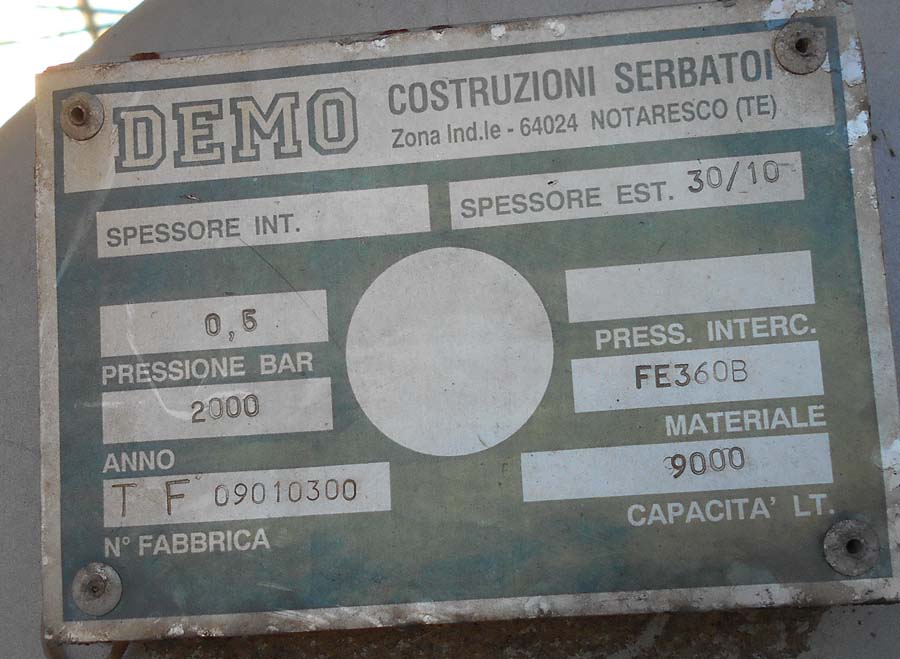 DEMO COSTRUZIONI SERBATOI
Zona Ind.le - 64024 NOTARESCO (TE)
SPESSORE INT.
SPESSORE EST. 30/10
0,5
PRESSIONE BAR
PRESS. INTERC.
2000
ANNO
FE360B
MATERIALE
TF° 09010300
N° FABBRICA
9000
CAPACITA' LT.